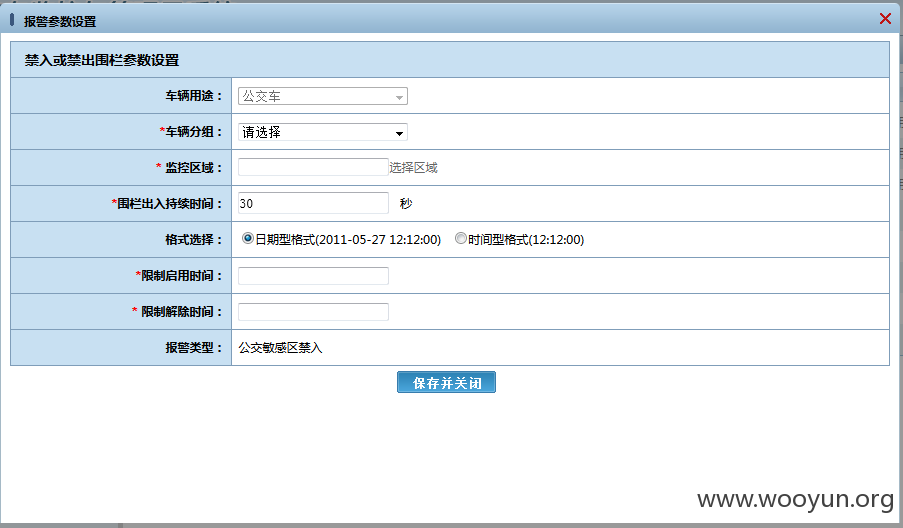 报警参数设置
禁入或禁出围栏参数设置
车辆用途： 公交车
*车辆分组： 请选择
* 监控区域： 选择区域
*围栏出入持续时间： 30 秒
格式选择： 日期型格式(2011-05-27 12:12:00) 时间型格式(12:12:00)
*限制启用时间：
* 限制解除时间：
报警类型： 公交敏感区禁入
保存并关闭
www.wooyun.org